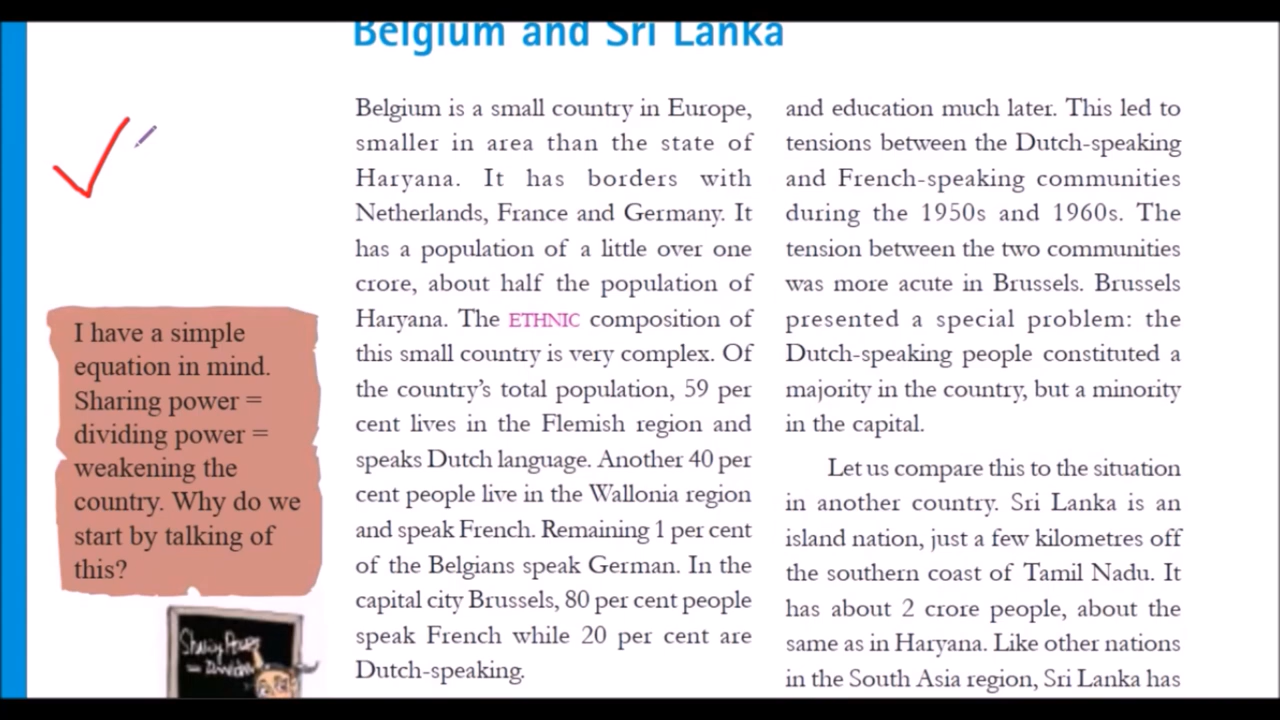 Belgium and Sri Lanka
Belgium is a small country in Europe,
smaller in area than the state of
Haryana. It has borders with
Netherlands, France and Germany. It
has a population of a little over one
crore, about half the population of
Haryana. The ETHNIC composition of
this small country is very complex. Of
the country's total population, 59 per
cent lives in the Flemish region and
speaks Dutch language. Another 40 per
cent people live in the Wallonia region
and speak French. Remaining 1 per cent
of the Belgians speak German. In the
capital city Brussels, 80 per cent people
speak French while 20 per cent are
Dutch-speaking.
and education much later. This led to
tensions between the Dutch-speaking
and French-speaking communities
during the 1950s and 1960s. The
tension between the two communities
was more acute in Brussels. Brussels
presented a special problem: the
Dutch-speaking people constituted a
majority in the country, but a minority
in the capital.
Let us compare this to the situation
in another country. Sri Lanka is an
island nation, just a few kilometres off
the southern coast of Tamil Nadu. It
has about 2 crore people, about the
same as in Haryana. Like other nations
in the South Asia region, Sri Lanka has
I have a simple
equation in mind.
Sharing power =
dividing power =
weakening the
country. Why do we
start by talking of
this?
Sharing Power
=